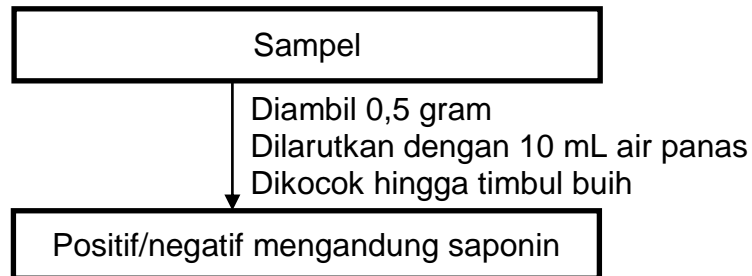 Sampel
Diambil 0,5 gram
Dilarutkan dengan 10 mL air panas
Dikocok hingga timbul buih
Positif/negatif mengandung saponin